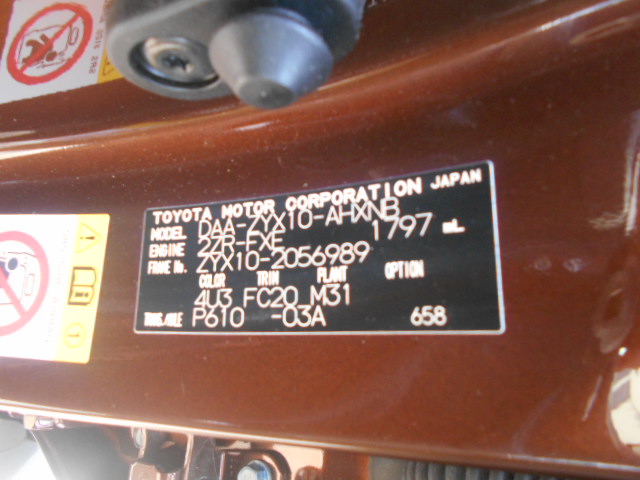 TOYOTA MOTOR CORPORATION JAPAN
MODEL DAA-ZYX10-AHXNB
ENGINE 2ZR-FXE 1797 mL
FRAME No. ZYX10-2056989
COLOR TRIM PLANT OPTION
4U3 FC20 M31
TRANS./AXLE P610 -03A 658